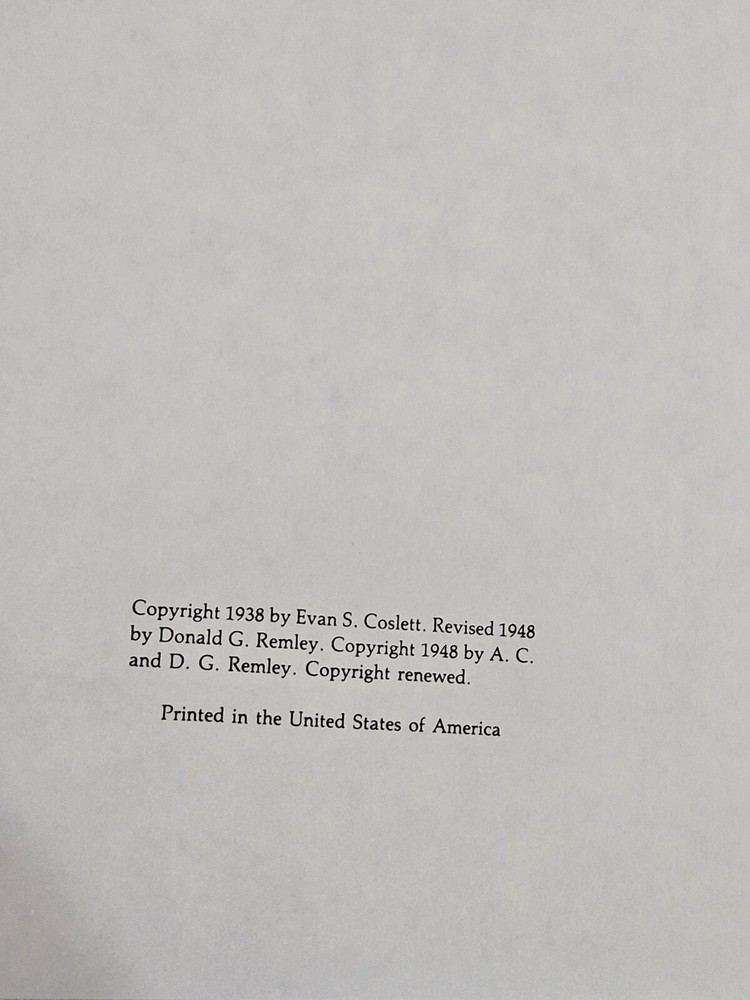 Copyright 1938 by Evan S. Coslett. Revised 1948
by Donald G. Remley. Copyright 1948 by A. C.
and D. G. Remley. Copyright renewed.
Printed in the United States of America